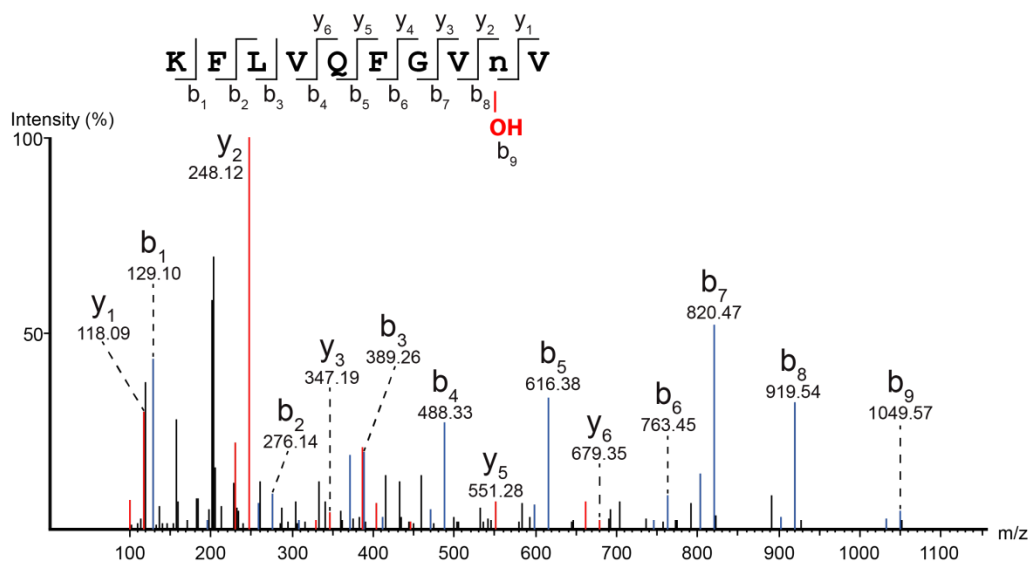 y6 y5 y4 y3 y2 y1
K F L V Q F G V n V
b1 b2 b3 b4 b5 b6 b7 b8
OH
b9
Intensity (%)
100
50
y1
118.09
b1
129.10
y2
248.12
b2
276.14
y3
347.19
b3
389.26
b4
488.33
y5
551.28
b5
616.38
y6
679.35
b6
763.45
b7
820.47
b8
919.54
b9
1049.57
100 200 300 400 500 600 700 800 900 1000 1100 m/z